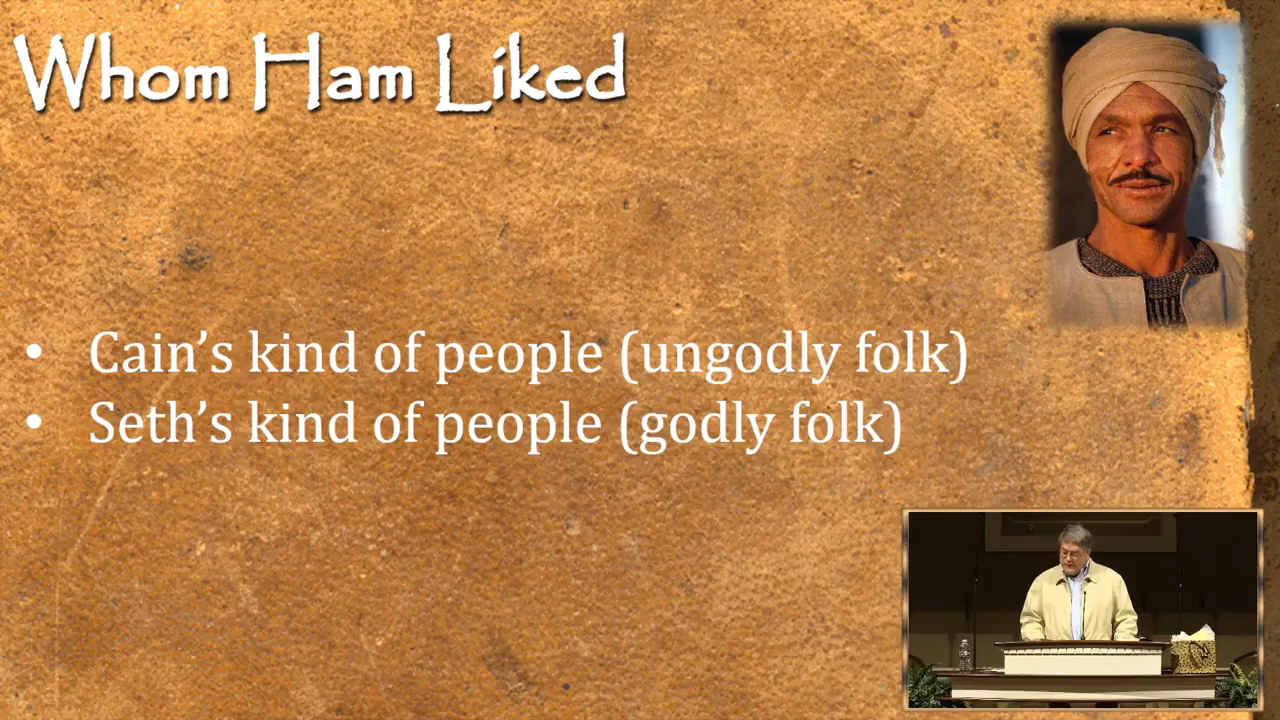 Whom Ham Liked
• Cain’s kind of people (ungodly folk)
• Seth’s kind of people (godly folk)